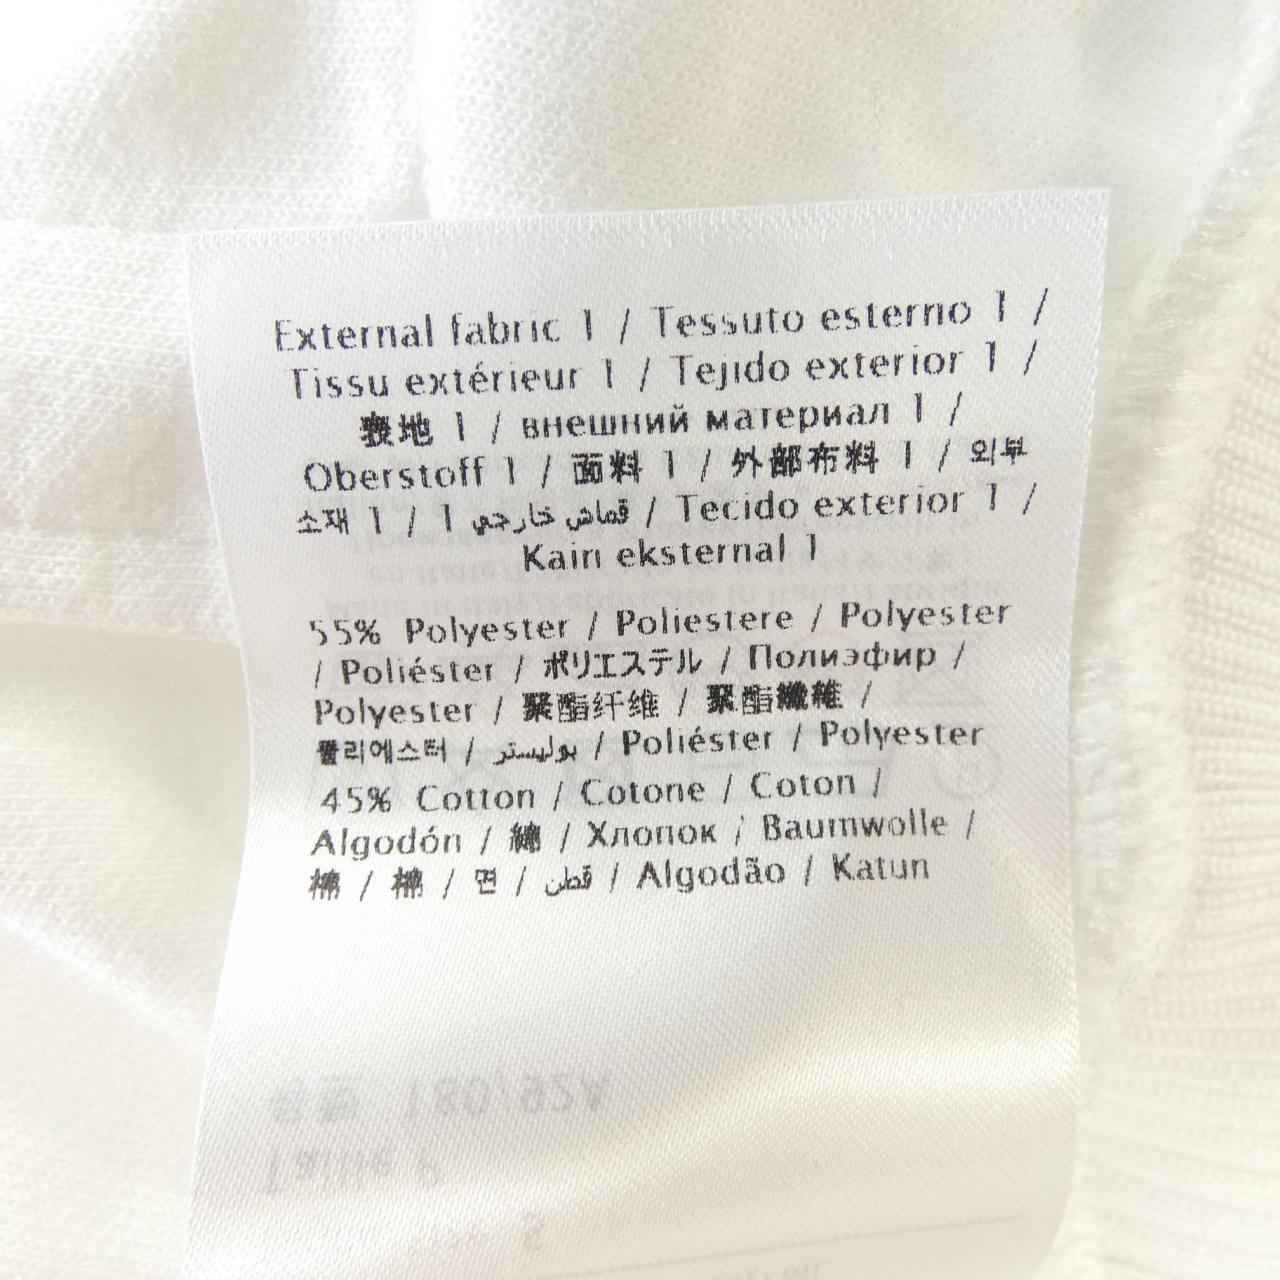 External fabric 1 / Tessuto esterno 1 /
Tissu extérieur 1 / Tejido exterior 1 /
表地 1 / внешний материал 1 /
Oberstoff 1 / 面料 1 / 外部布料 1 / 외부
소재 1 / 1 قماش خارجي / Tecido exterior 1 /
Kain eksternal 1
55% Polyester / Poliestere / Polyester
/ Poliéster / ポリエステル / Полиэфир /
Polyester / 聚酯纤维 / 聚酯纖維 /
폴리에스터 / بوليستر / Poliéster / Polyester
45% Cotton / Cotone / Coton /
Algodón / 綿 / Хлопок / Baumwolle /
棉 / 棉 / 면 / قطن / Algodão / Katun
180/92A
Taille P